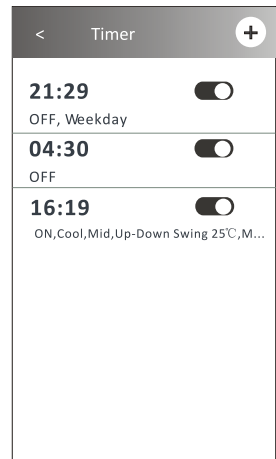 < Timer +
21:29
OFF, Weekday
04:30
OFF
16:19
ON,Cool,Mid,Up-Down Swing 25℃,M...